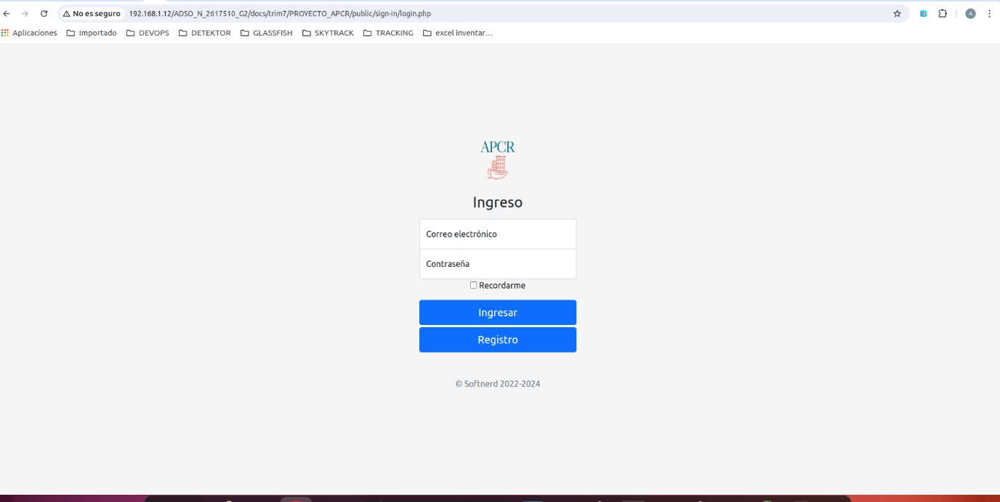 No es seguro 192.168.1.12/ADSO_N_2617510_G2/docs/trim7/PROYECTO_APCR/public/sign-in/login.php A
Aplicaciones Importado DEVOPS DETEKTOR GLASSFISH SKYTRACK TRACKING excel inventar...
APCR
Ingreso
Correo electrónico
Contraseña
Recordarme
Ingresar
Registro
© Softnerd 2022-2024